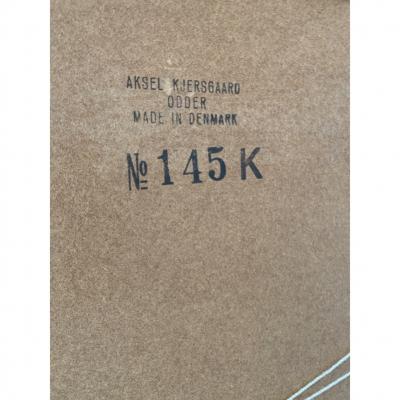 AKSEL KJERSGAARD
ODDER
MADE IN DENMARK
№ 145 K